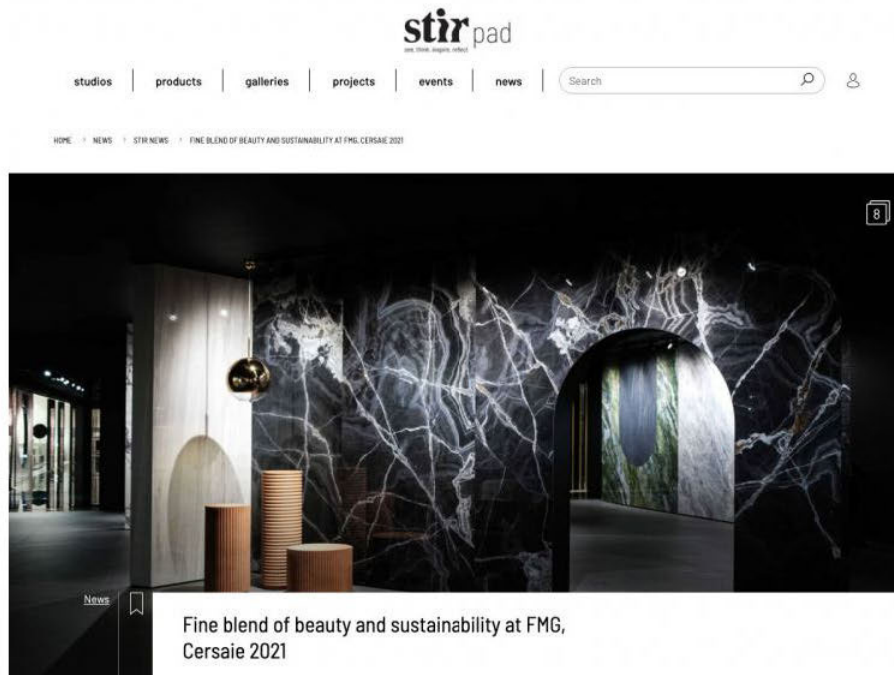 stir pad
see. think. inspire. reflect
studios products galleries projects events news Search
HOME NEWS STIR NEWS FINE BLEND OF BEAUTY AND SUSTAINABILITY AT FMG, CERSAIE 2021
8
News
Fine blend of beauty and sustainability at FMG,
Cersaie 2021